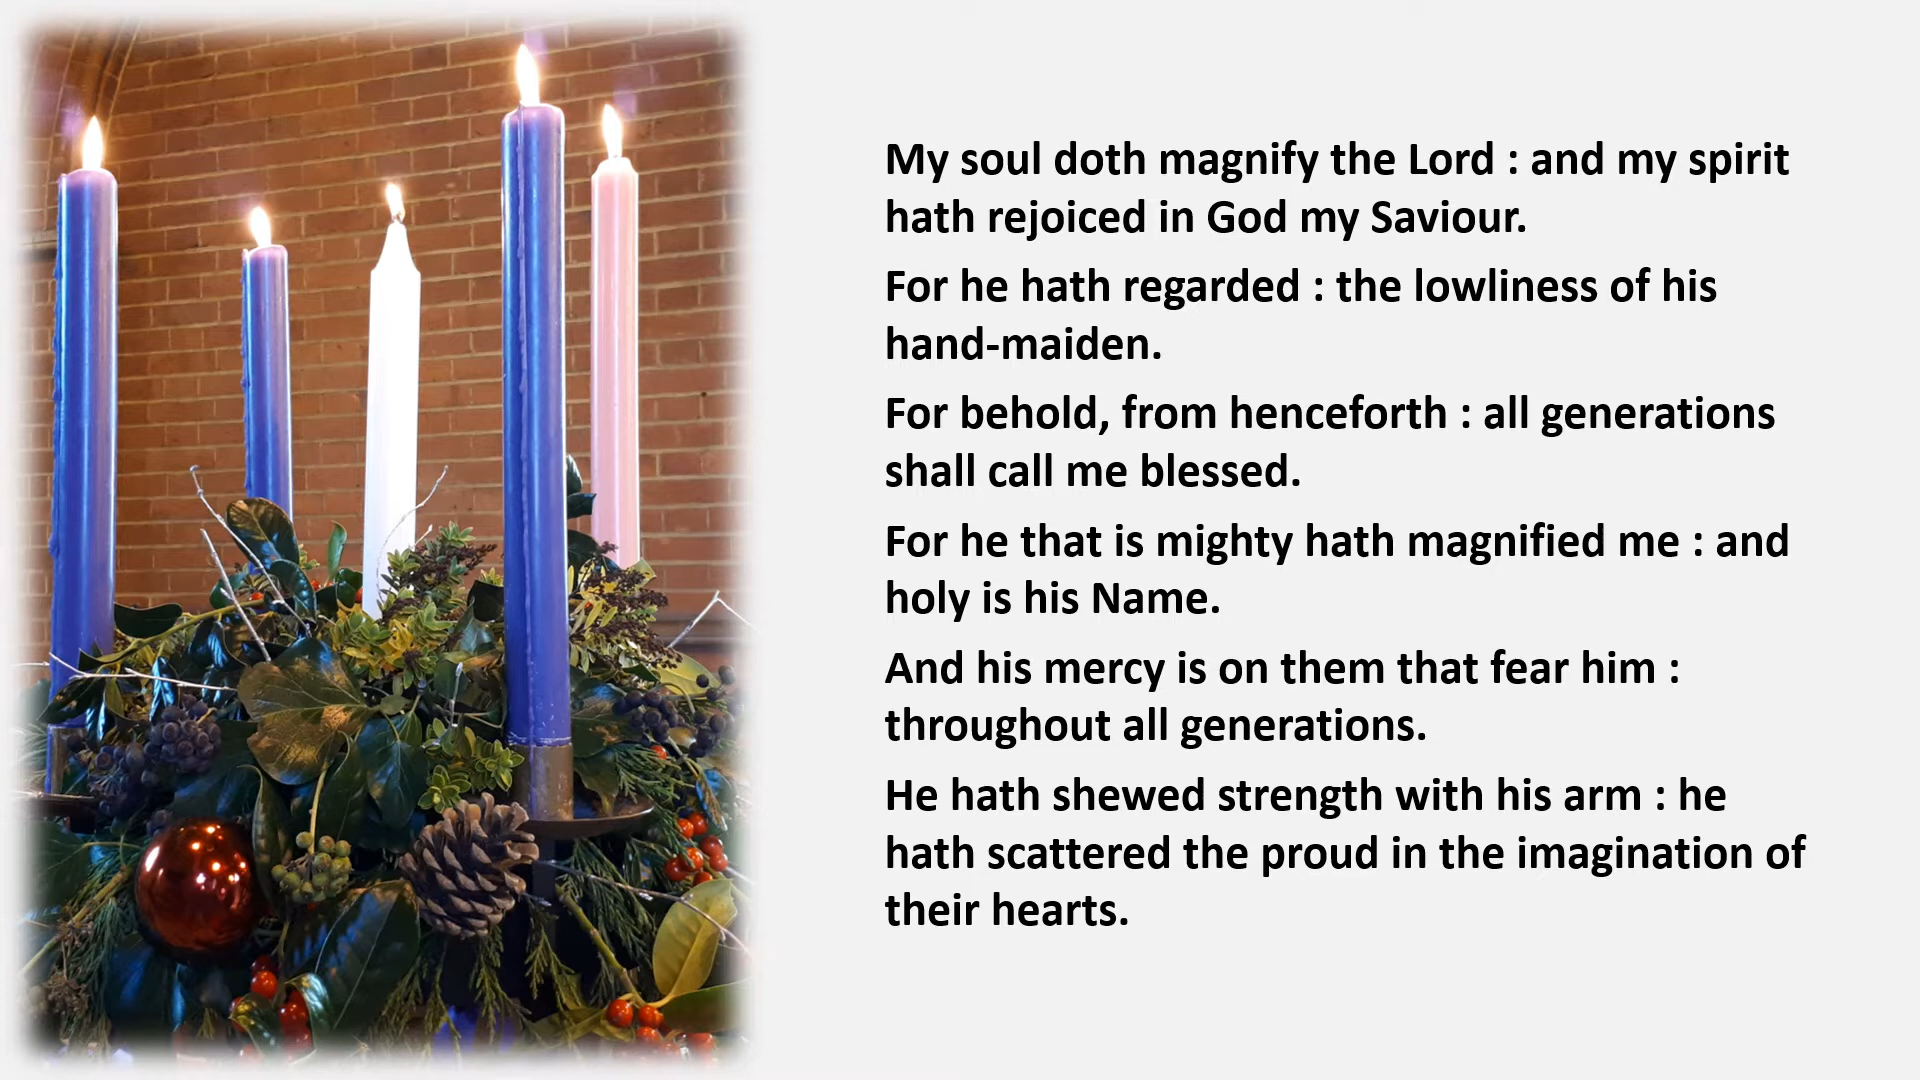 My soul doth magnify the Lord : and my spirit
hath rejoiced in God my Saviour.
For he hath regarded : the lowliness of his
hand-maiden.
For behold, from henceforth : all generations
shall call me blessed.
For he that is mighty hath magnified me : and
holy is his Name.
And his mercy is on them that fear him :
throughout all generations.
He hath shewed strength with his arm : he
hath scattered the proud in the imagination of
their hearts.